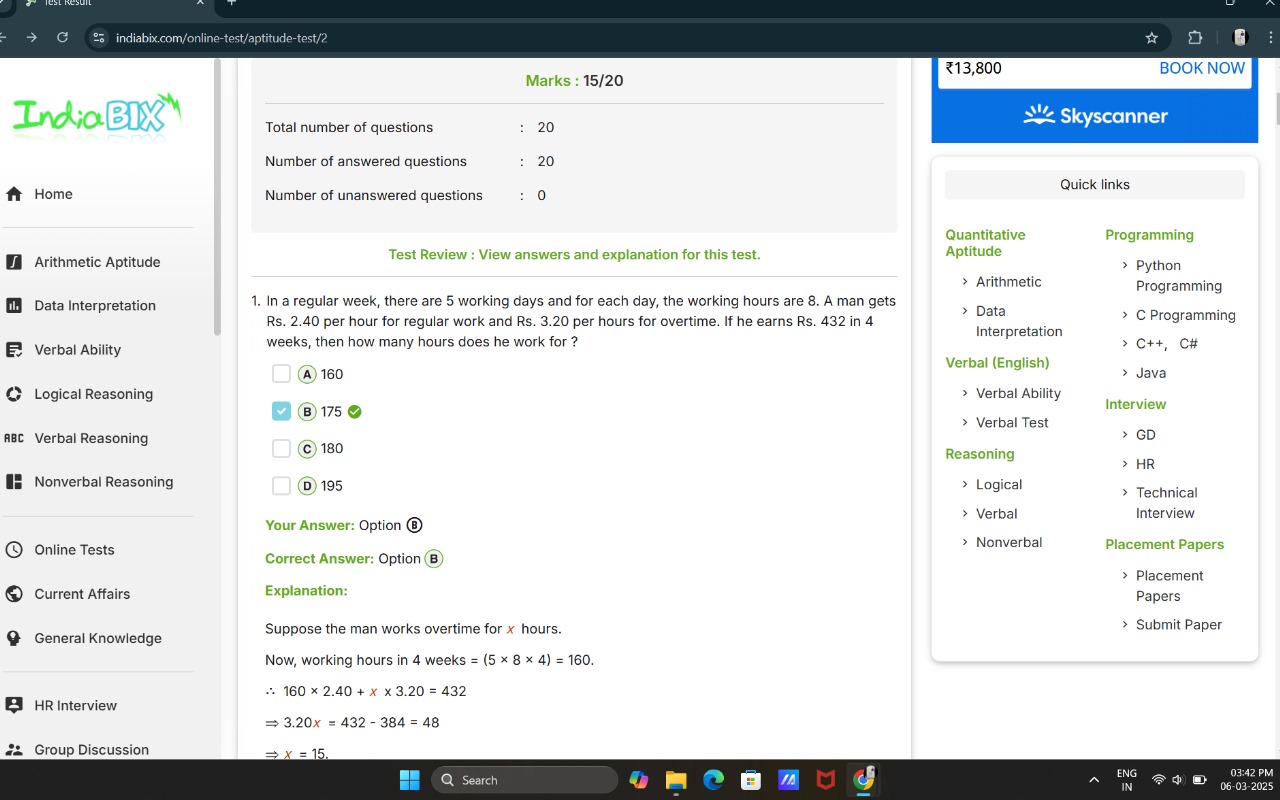 Test Result
indiabix.com/online-test/aptitude-test/2
IndiaBIX
Home
Arithmetic Aptitude
Data Interpretation
Verbal Ability
Logical Reasoning
ABC Verbal Reasoning
Nonverbal Reasoning
Online Tests
Current Affairs
General Knowledge
HR Interview
Group Discussion
Marks : 15/20
Total number of questions : 20
Number of answered questions : 20
Number of unanswered questions : 0
Test Review : View answers and explanation for this test.
1. In a regular week, there are 5 working days and for each day, the working hours are 8. A man gets
Rs. 2.40 per hour for regular work and Rs. 3.20 per hours for overtime. If he earns Rs. 432 in 4
weeks, then how many hours does he work for ?
A 160
B 175
C 180
D 195
Your Answer: Option B
Correct Answer: Option B
Explanation:
Suppose the man works overtime for x hours.
Now, working hours in 4 weeks = (5 × 8 × 4) = 160.
∴ 160 × 2.40 + x x 3.20 = 432
⇒ 3.20x = 432 - 384 = 48
⇒ x = 15.
₹13,800 BOOK NOW
Skyscanner
Quick links
Quantitative
Aptitude
› Arithmetic
› Data
Interpretation
Verbal (English)
› Verbal Ability
› Verbal Test
Reasoning
› Logical
› Verbal
› Nonverbal
Programming
› Python
Programming
› C Programming
› C++, C#
› Java
Interview
› GD
› HR
› Technical
Interview
Placement Papers
› Placement
Papers
› Submit Paper
Search
ENG
IN
03:42 PM
06-03-2025